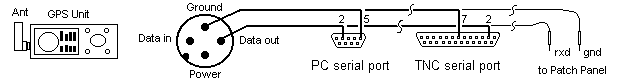 Ant
GPS Unit
Ground
Data in
Data out
Power
2 5
7 2
PC serial port
TNC serial port
rxd gnd
to Patch Panel